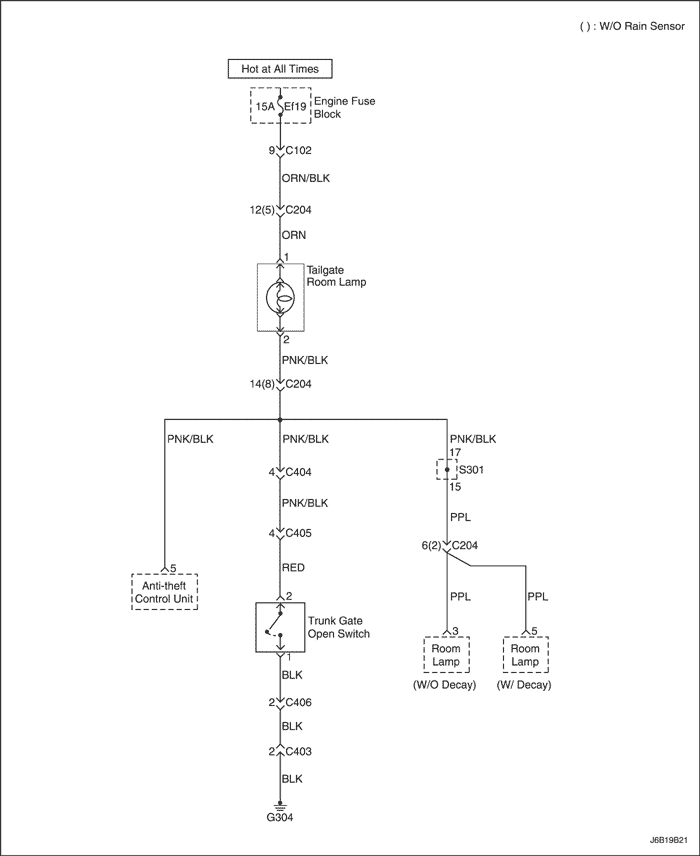 ( ) : W/O Rain Sensor
Hot at All Times
15A Ef19
Engine Fuse
Block
9 C102
ORN/BLK
12(5) C204
ORN
1
Tailgate
Room Lamp
2
PNK/BLK
14(8) C204
PNK/BLK PNK/BLK PNK/BLK
17
4 C404 S301
15
PNK/BLK PPL
4 C405 6(2) C204
RED
5
Anti-theft
Control Unit
PPL PPL
2
Trunk Gate
Open Switch
1
3 5
Room
Lamp
Room
Lamp
(W/O Decay) (W/ Decay)
BLK
2 C406
BLK
2 C403
BLK
G304
J6B19B21